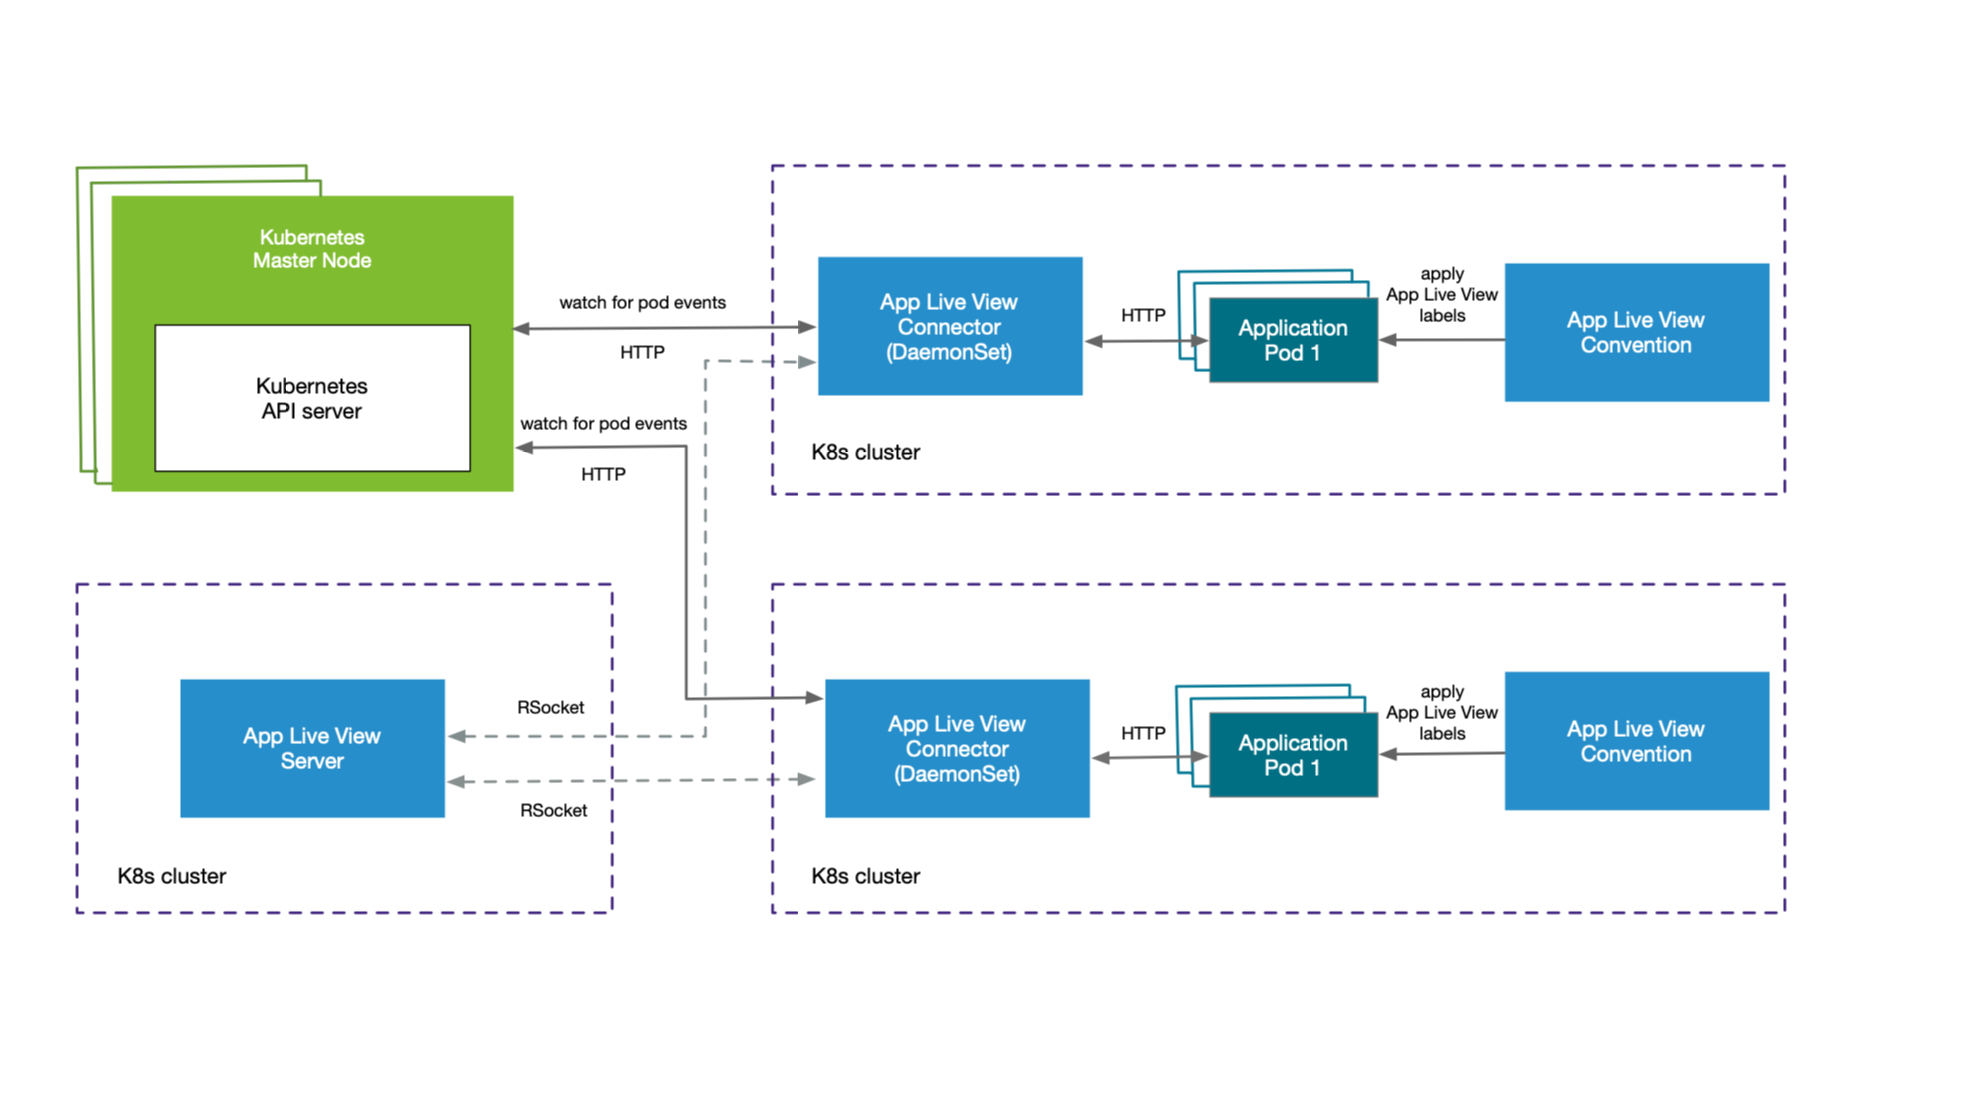 Kubernetes
Master Node
Kubernetes
API server
watch for pod events
HTTP
watch for pod events
HTTP
App Live View
Connector
(DaemonSet)
HTTP
Application
Pod 1
apply
App Live View
labels
App Live View
Convention
K8s cluster
App Live View
Server
RSocket
RSocket
K8s cluster
App Live View
Connector
(DaemonSet)
HTTP
Application
Pod 1
apply
App Live View
labels
App Live View
Convention
K8s cluster